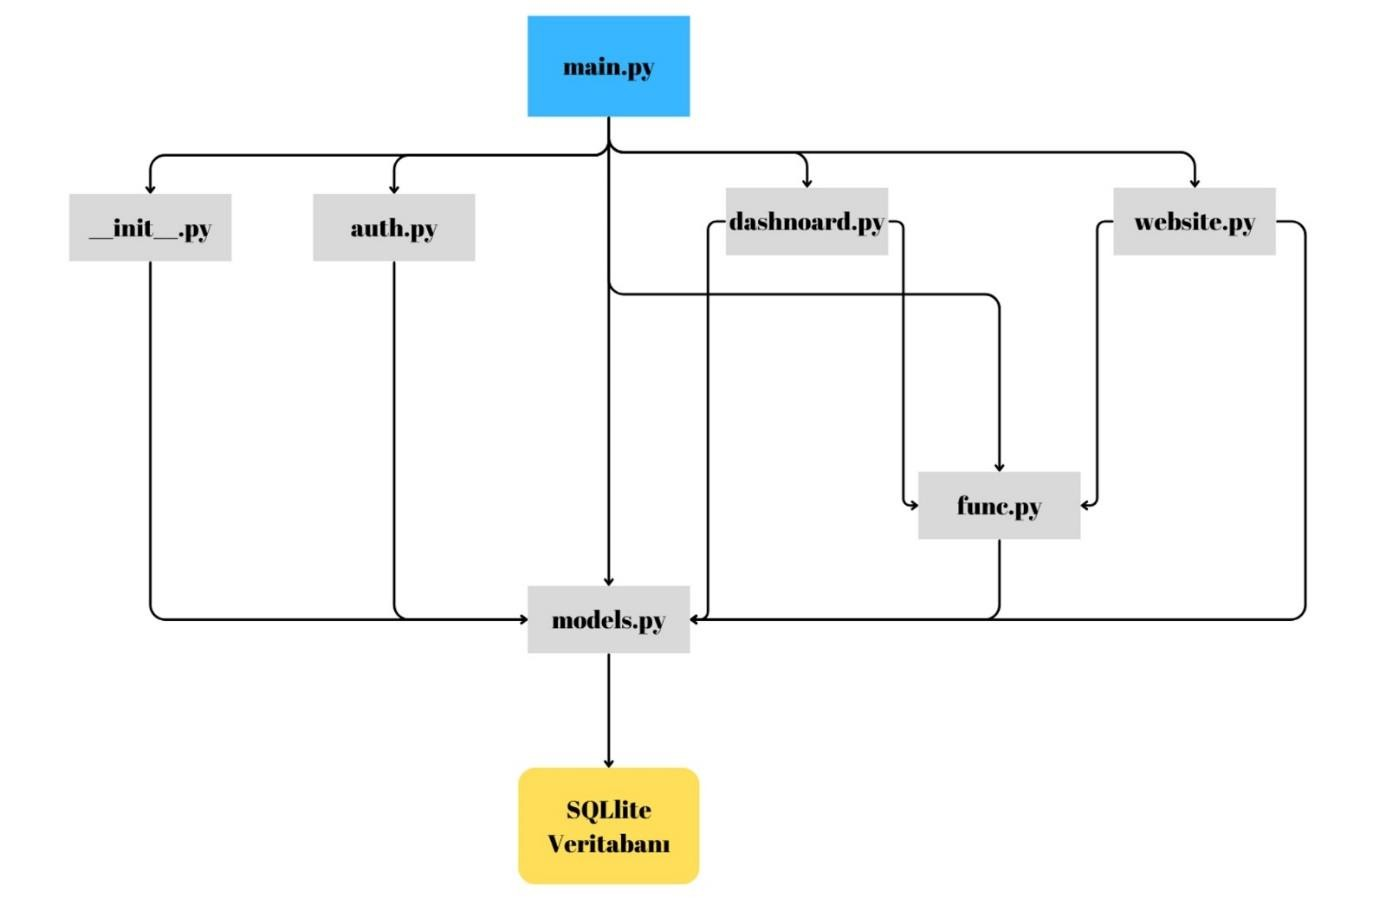 main.py
__init__.py
auth.py
dashnoard.py
website.py
func.py
models.py
SQLlite
Veritabanı